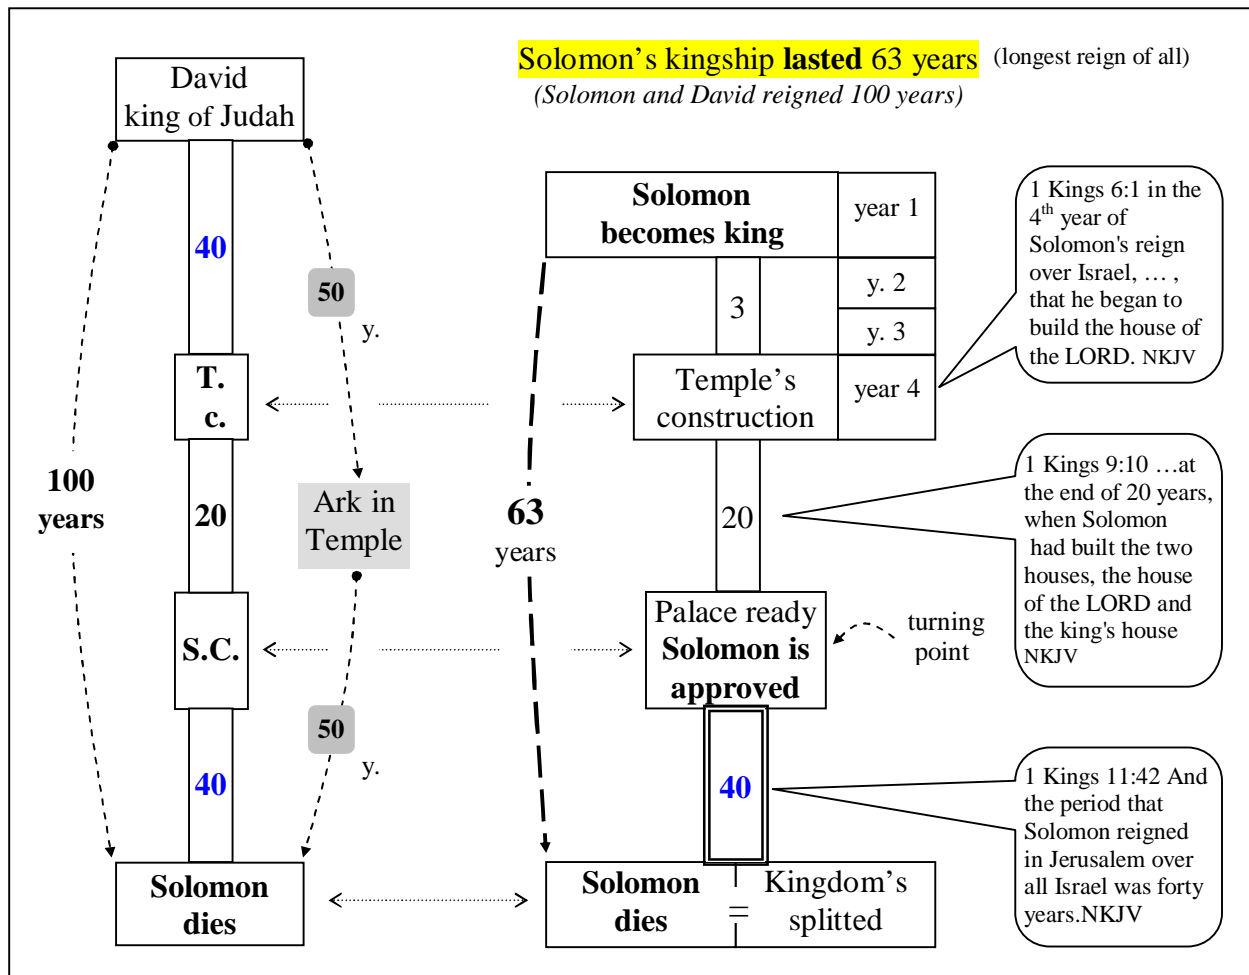 Solomon's kingship lasted 63 years (longest reign of all)
(Solomon and David reigned 100 years)
David
king of Judah
40
50
y.
T.
c.
100
years
20
Ark in
Temple
S.C.
50
y.
40
Solomon
dies
Solomon
becomes king
year 1
y. 2
3
y. 3
Temple's
construction
year 4
63
years
20
Palace ready
Solomon is
approved
turning
point
40
Solomon
dies
=
Kingdom's
splitted
1 Kings 6:1 in the
4th year of
Solomon's reign
over Israel, … ,
that he began to
build the house of
the LORD. NKJV
1 Kings 9:10 …at
the end of 20 years,
when Solomon
had built the two
houses, the house
of the LORD and
the king's house
NKJV
1 Kings 11:42 And
the period that
Solomon reigned
in Jerusalem over
all Israel was forty
years.NKJV